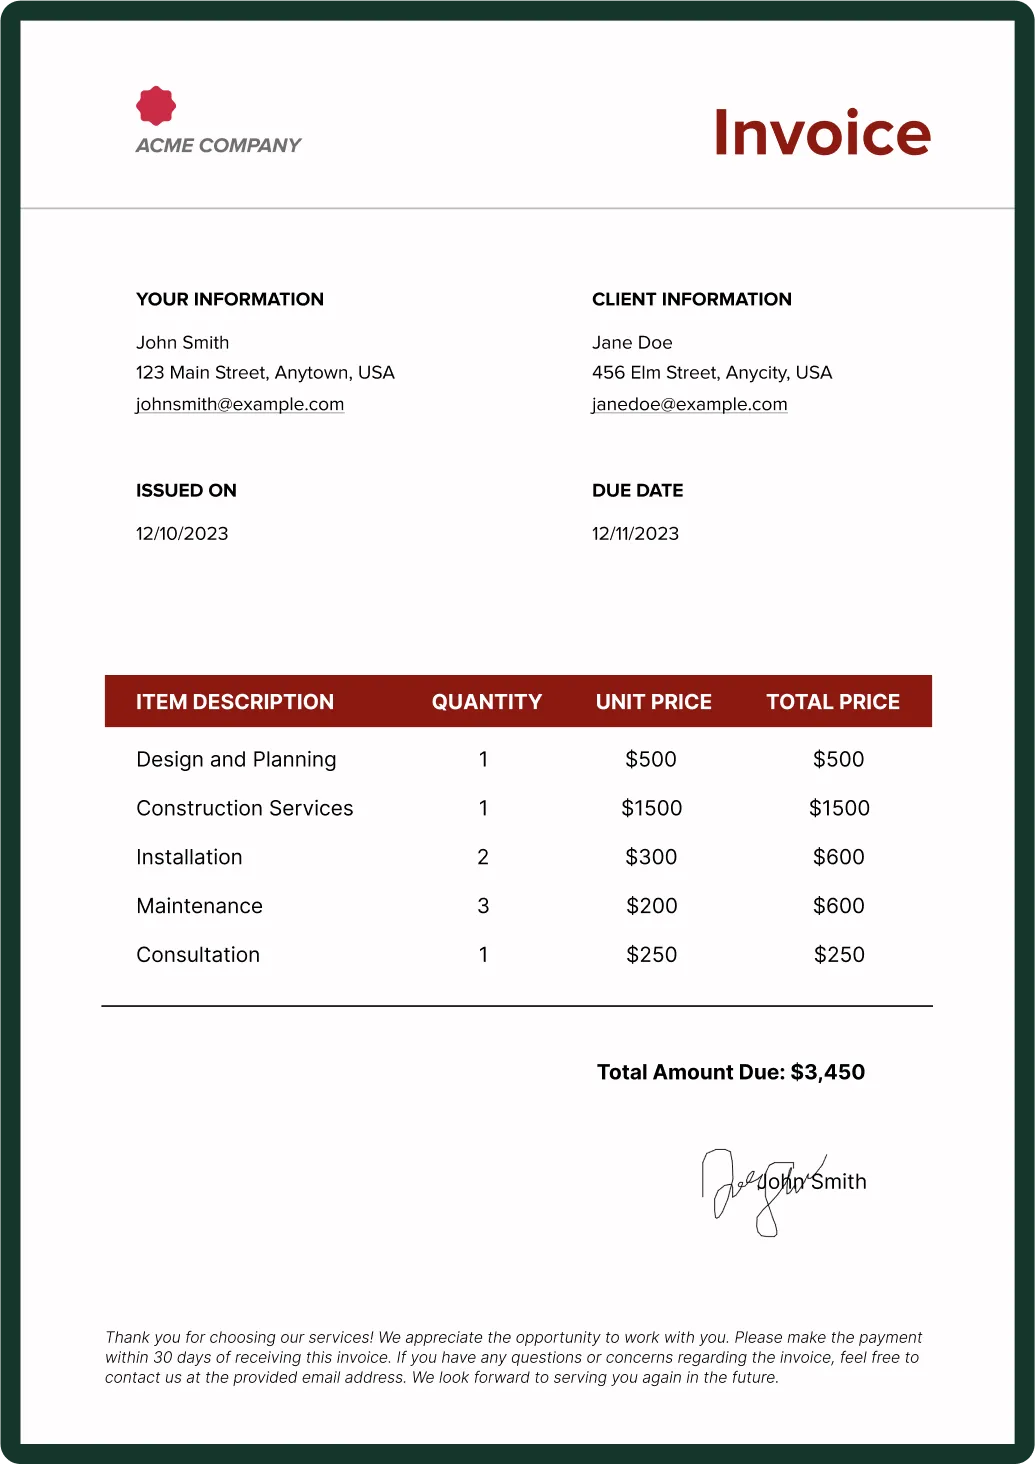 ACME COMPANY
Invoice
YOUR INFORMATION
John Smith
123 Main Street, Anytown, USA
johnsmith@example.com
CLIENT INFORMATION
Jane Doe
456 Elm Street, Anycity, USA
janedoe@example.com
ISSUED ON
12/10/2023
DUE DATE
12/11/2023
ITEM DESCRIPTION QUANTITY UNIT PRICE TOTAL PRICE
Design and Planning 1 $500 $500
Construction Services 1 $1500 $1500
Installation 2 $300 $600
Maintenance 3 $200 $600
Consultation 1 $250 $250
Total Amount Due: $3,450
John Smith
Thank you for choosing our services! We appreciate the opportunity to work with you. Please make the payment
within 30 days of receiving this invoice. If you have any questions or concerns regarding the invoice, feel free to
contact us at the provided email address. We look forward to serving you again in the future.